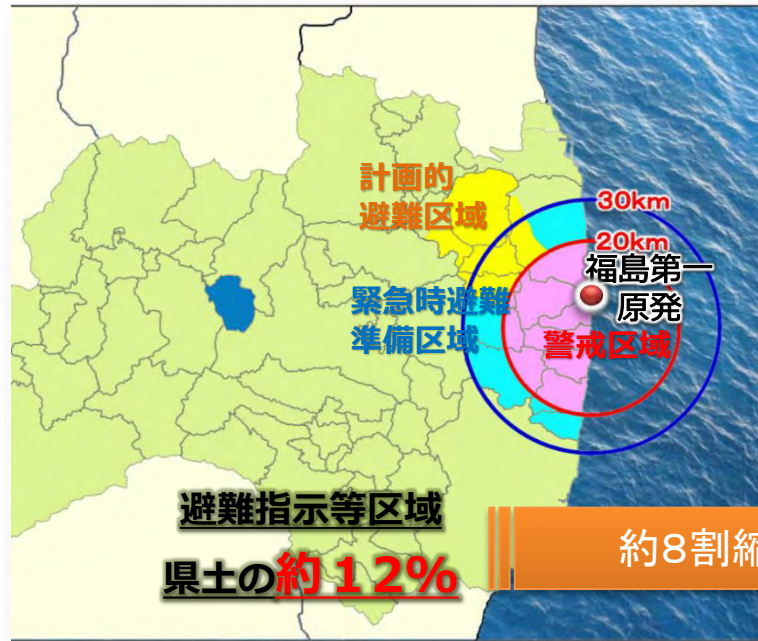 計画的
避難区域
30km
20km
福島第一
原発
緊急時避難
準備区域
警戒区域
避難指示等区域
県土の約12%
約8割縮